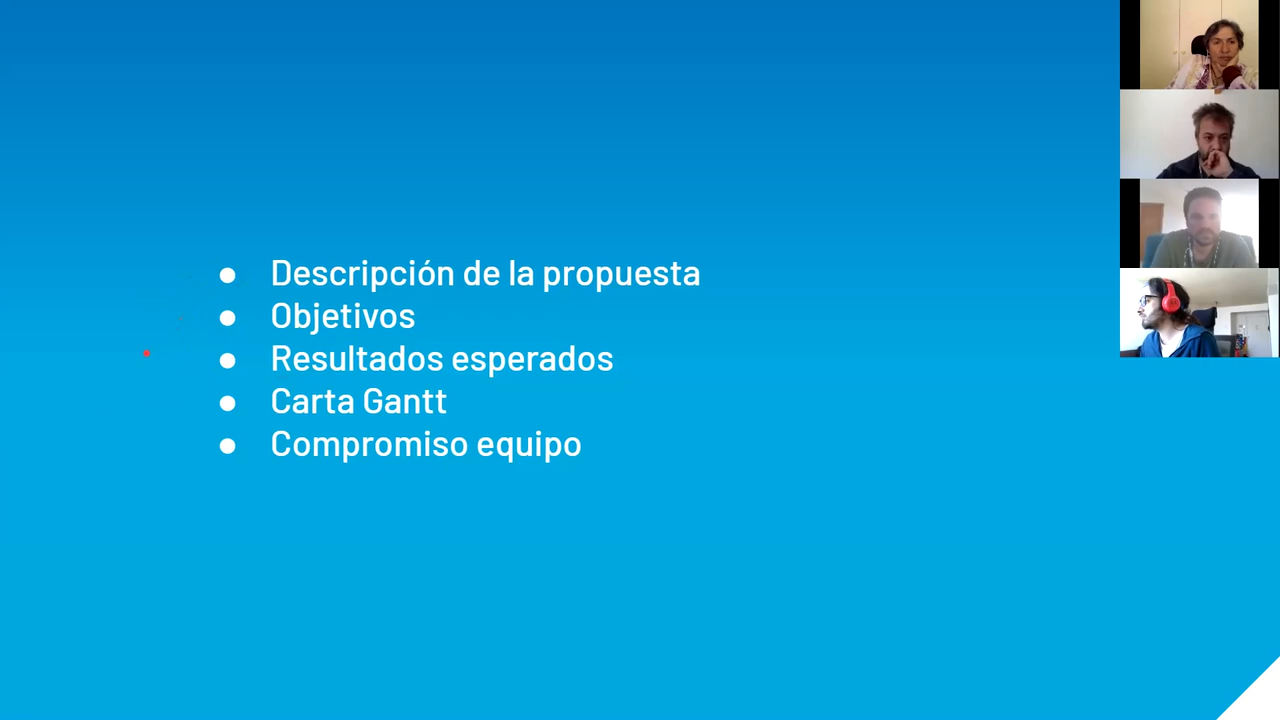 ● Descripción de la propuesta
● Objetivos
● Resultados esperados
● Carta Gantt
● Compromiso equipo